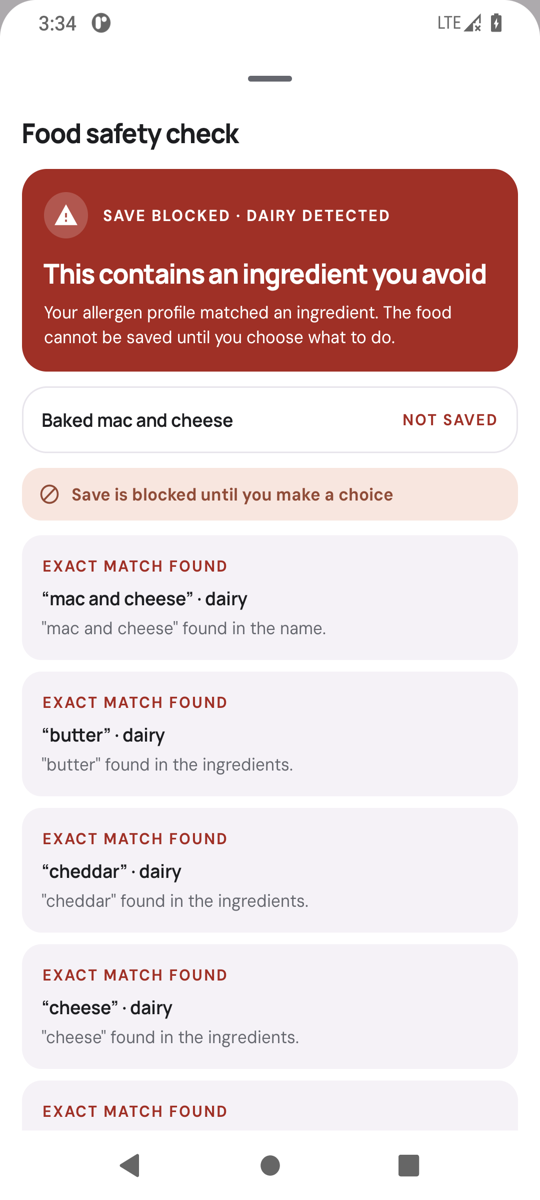 3:34
LTE
Food safety check
SAVE BLOCKED · DAIRY DETECTED
This contains an ingredient you avoid
Your allergen profile matched an ingredient. The food
cannot be saved until you choose what to do.
Baked mac and cheese
NOT SAVED
Save is blocked until you make a choice
EXACT MATCH FOUND
“mac and cheese” · dairy
"mac and cheese" found in the name.
EXACT MATCH FOUND
“butter” · dairy
"butter" found in the ingredients.
EXACT MATCH FOUND
“cheddar” · dairy
"cheddar" found in the ingredients.
EXACT MATCH FOUND
“cheese” · dairy
"cheese" found in the ingredients.
EXACT MATCH FOUND